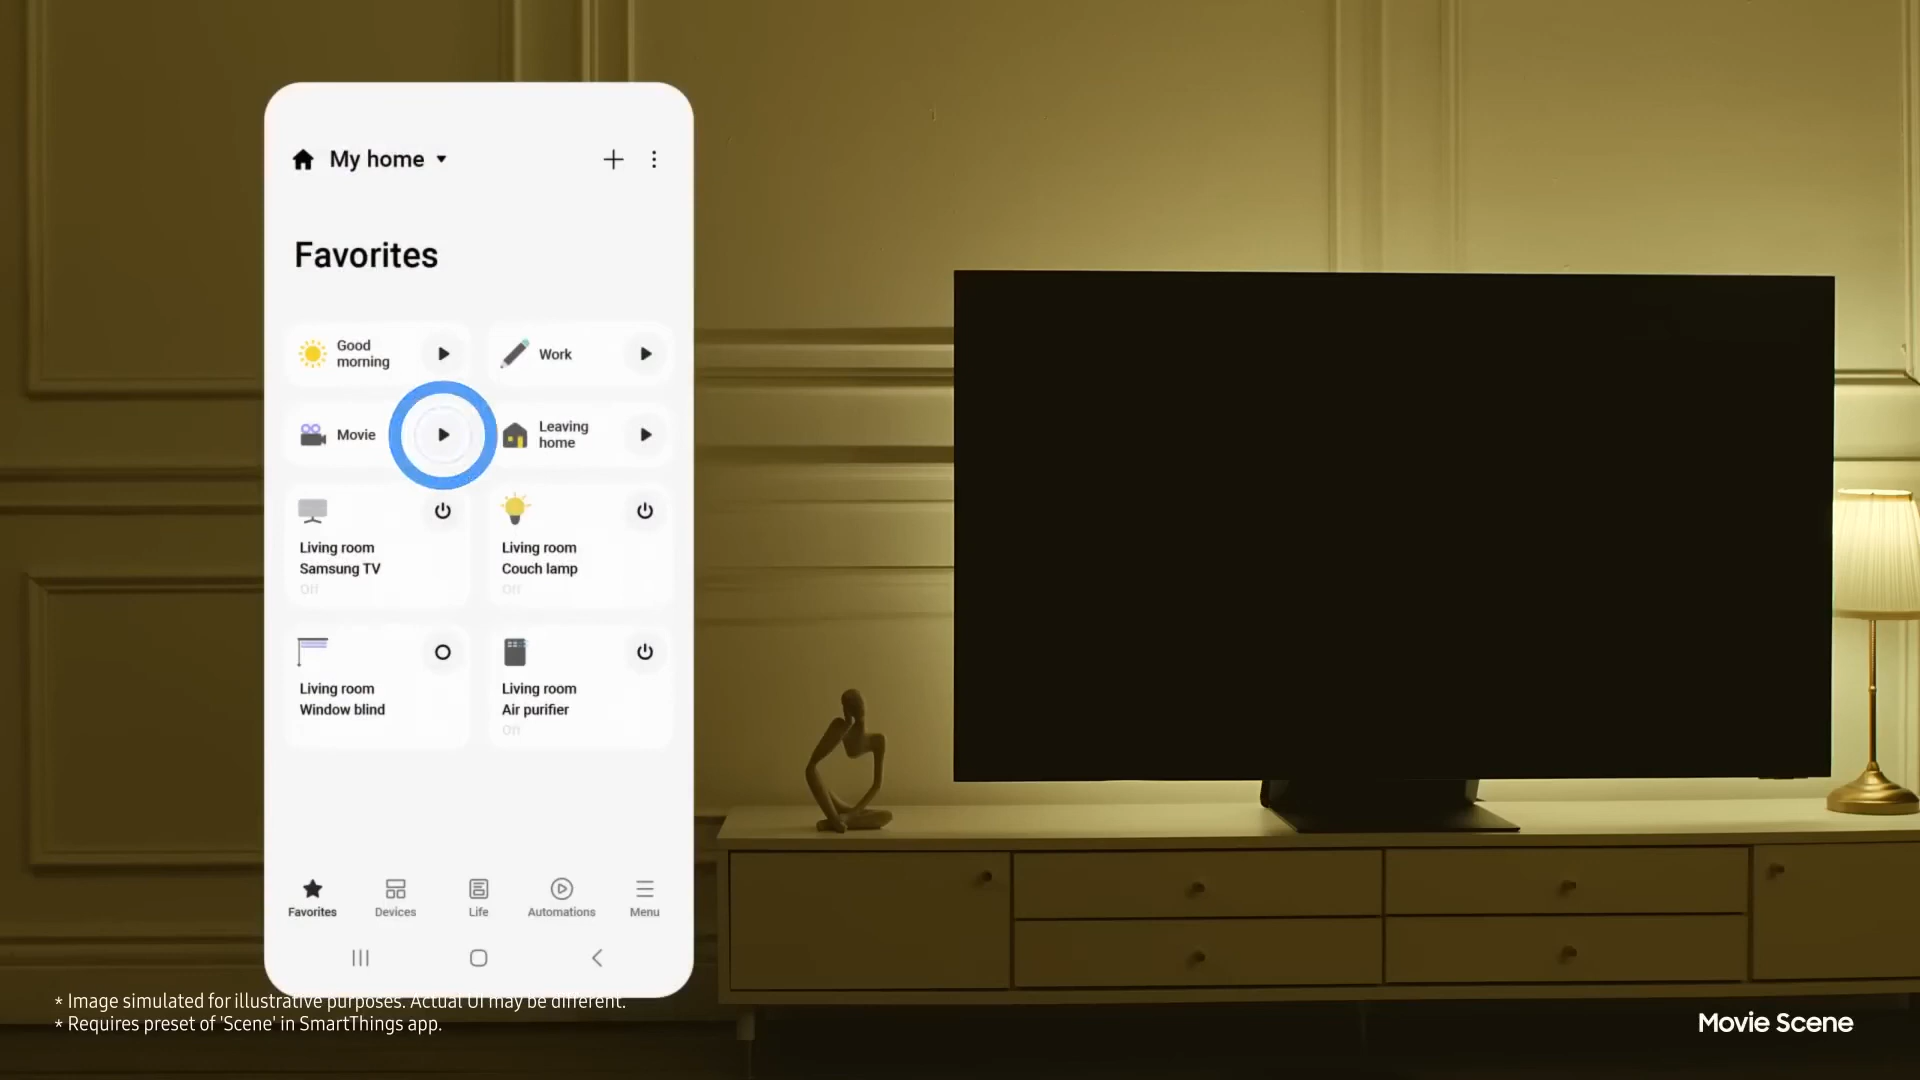 My home
Favorites
Good
morning
Work
Movie
Leaving
home
Living room
Samsung TV
Off
Living room
Couch lamp
Off
Living room
Window blind
Living room
Air purifier
Off
Favorites
Devices
Life
Automations
Menu
* Image simulated for illustrative purposes. Actual UI may be different.
* Requires preset of 'Scene' in SmartThings app.
Movie Scene